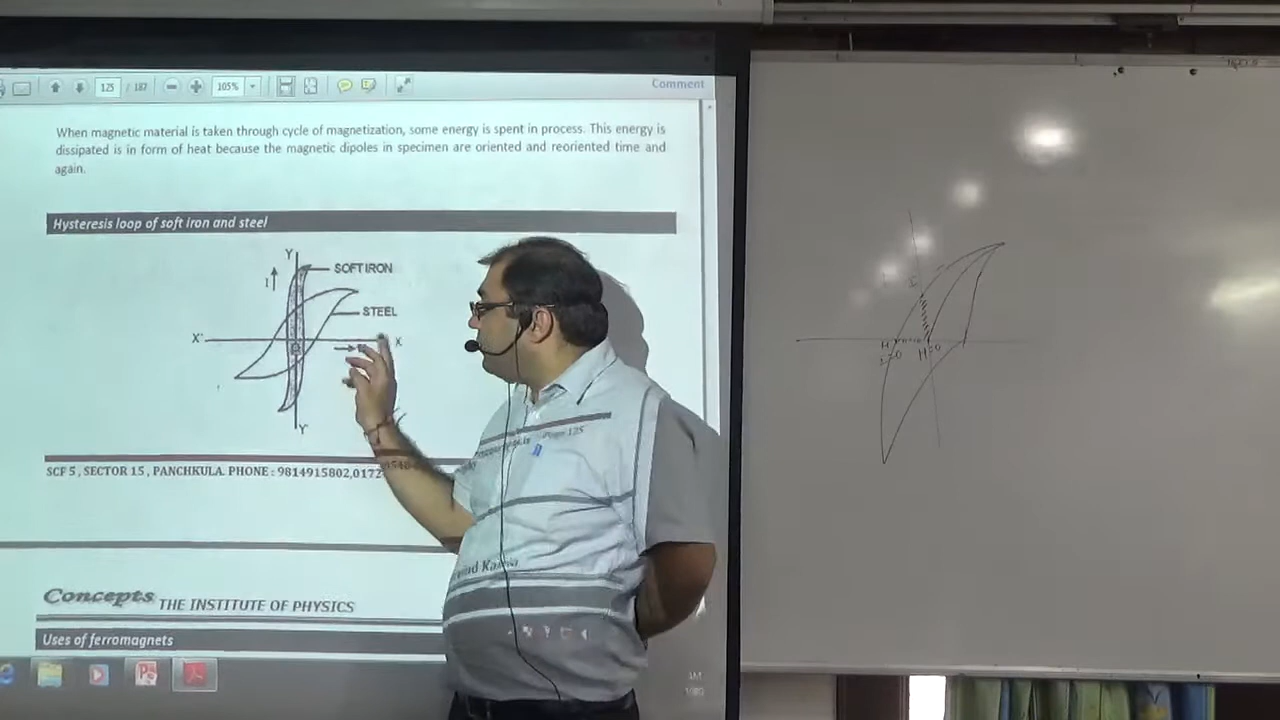 125 / 187
105%
Comment
When magnetic material is taken through cycle of magnetization, some energy is spent in process. This energy is
dissipated is in form of heat because the magnetic dipoles in specimen are oriented and reoriented time and
again.
Hysteresis loop of soft iron and steel
Y
I
SOFT IRON
STEEL
X'
X
Y'
SCF 5 , SECTOR 15 , PANCHKULA. PHONE : 9814915802,0172
Page 125
Concepts THE INSTITUTE OF PHYSICS
Uses of ferromagnets
H=0